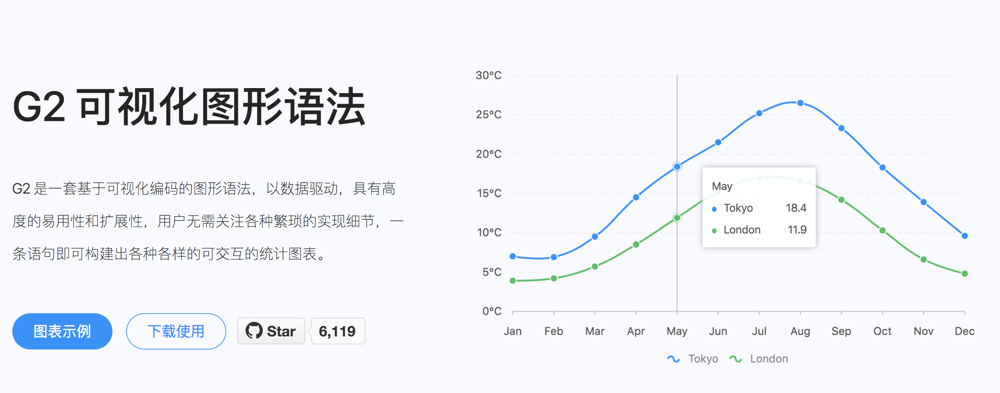 G2 可视化图形语法
G2 是一套基于可视化编码的图形语法，以数据驱动，具有高
度的易用性和扩展性，用户无需关注各种繁琐的实现细节，一
条语句即可构建出各种各样的可交互的统计图表。
图表示例
下载使用
Star
6,119
30°C
25°C
20°C
15°C
10°C
5°C
0°C
May
Tokyo 18.4
London 11.9
Jan Feb Mar Apr May Jun Jul Aug Sep Oct Nov Dec
Tokyo London